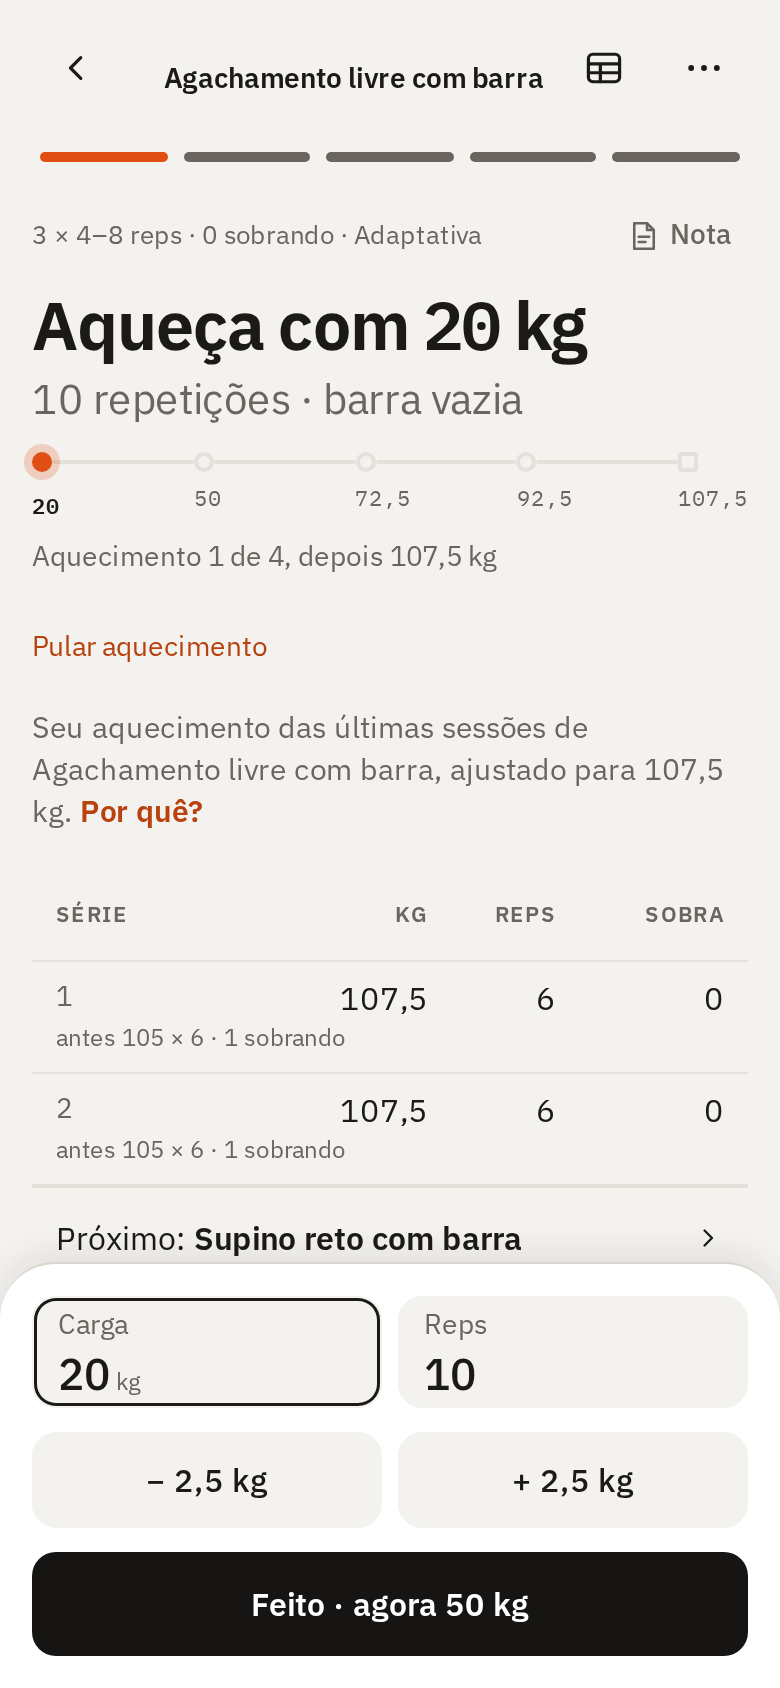 Agachamento livre com barra
3 × 4–8 reps · 0 sobrando · Adaptativa
Nota
Aqueça com 20 kg
10 repetições · barra vazia
20 50 72,5 92,5 107,5
Aquecimento 1 de 4, depois 107,5 kg
Pular aquecimento
Seu aquecimento das últimas sessões de
Agachamento livre com barra, ajustado para 107,5
kg. Por quê?
SÉRIE KG REPS SOBRA
1 107,5 6 0
antes 105 × 6 · 1 sobrando
2 107,5 6 0
antes 105 × 6 · 1 sobrando
Próximo: Supino reto com barra
Carga Reps
20 kg 10
− 2,5 kg + 2,5 kg
Feito · agora 50 kg